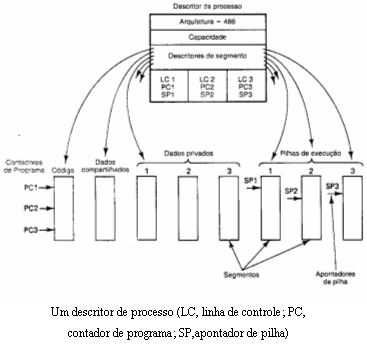 Descritor de processo
Arquitetura = 486
Capacidade
Descritores de segmento
LC 1 LC 2 LC 3
PC1 PC2 PC3
SP1 SP2 SP3
Dados privados
Pilhas de execução
Contadores de Programa
Código
Dados compartilhados
1 2 3 1 2 3
PC1
PC2
PC3
SP1
SP2
SP3
Segmentos
Apontadores de pilha
Um descritor de processo (LC, linha de controle; PC,
contador de programa; SP,apontador de pilha)